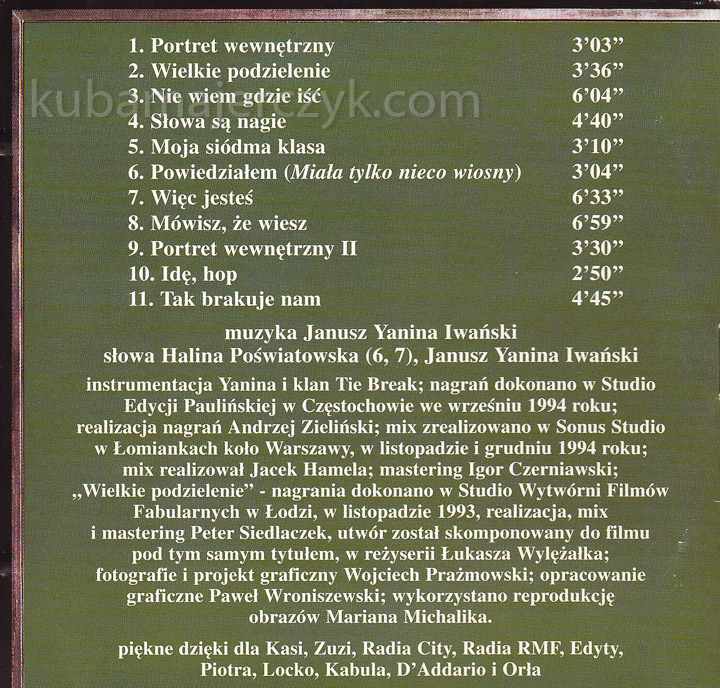 1. Portret wewnętrzny 3’03”
2. Wielkie podzielenie 3’36”
3. Nie wiem gdzie iść 6’04”
4. Słowa są nagie 4’40”
5. Moja siódma klasa 3’10”
6. Powiedziałem (Miała tylko nieco wiosny) 3’04”
7. Więc jesteś 6’33”
8. Mówisz, że wiesz 6’59”
9. Portret wewnętrzny II 3’30”
10. Idę, hop 2’50”
11. Tak brakuje nam 4’45”
muzyka Janusz Yanina Iwański
słowa Halina Poświatowska (6, 7), Janusz Yanina Iwański
instrumentacja Yanina i klan Tie Break; nagrań dokonano w Studio
Edycji Paulińskiej w Częstochowie we wrześniu 1994 roku;
realizacja nagrań Andrzej Zieliński; mix zrealizowano w Sonus Studio
w Łomiankach koło Warszawy, w listopadzie i grudniu 1994 roku;
mix realizował Jacek Hamela; mastering Igor Czerniawski;
„Wielkie podzielenie” - nagrania dokonano w Studio Wytwórni Filmów
Fabularnych w Łodzi, w listopadzie 1993, realizacja, mix
i mastering Peter Siedlaczek, utwór został skomponowany do filmu
pod tym samym tytułem, w reżyserii Łukasza Wylężałka;
fotografie i projekt graficzny Wojciech Prażmowski; opracowanie
graficzne Paweł Wroniszewski; wykorzystano reprodukcję
obrazów Mariana Michalika.
piękne dzięki dla Kasi, Zuzi, Radia City, Radia RMF, Edyty,
Piotra, Locko, Kabula, D’Addario i Orła